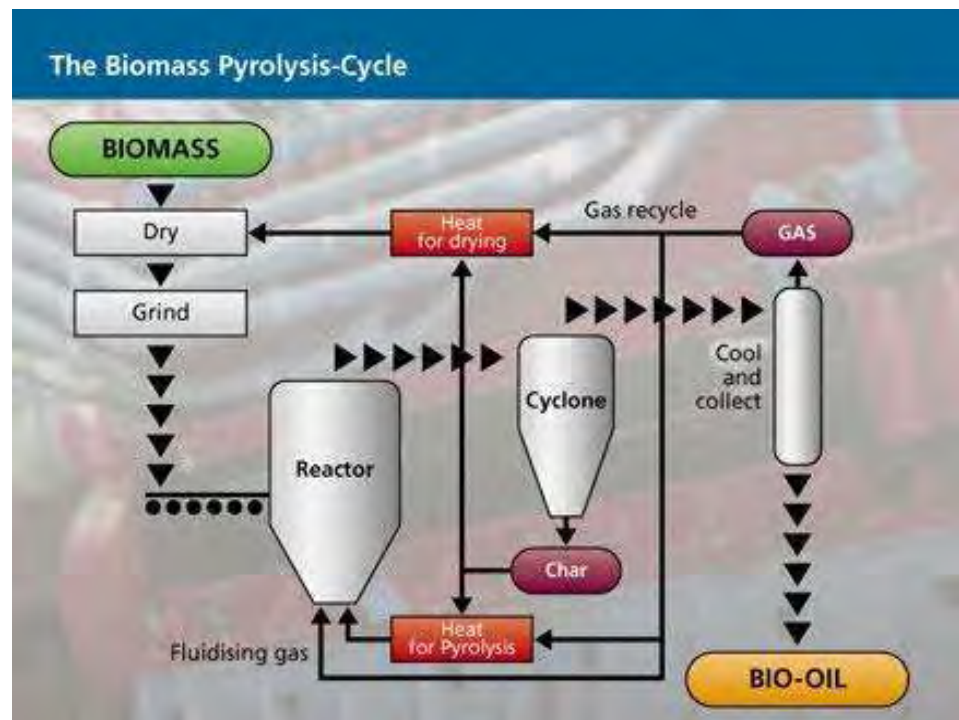 The Biomass Pyrolysis-Cycle
BIOMASS
Dry
Heat
for drying
Gas recycle
GAS
Grind
Cool
and
collect
Cyclone
Reactor
Char
Heat
for Pyrolysis
Fluidising gas
BIO-OIL